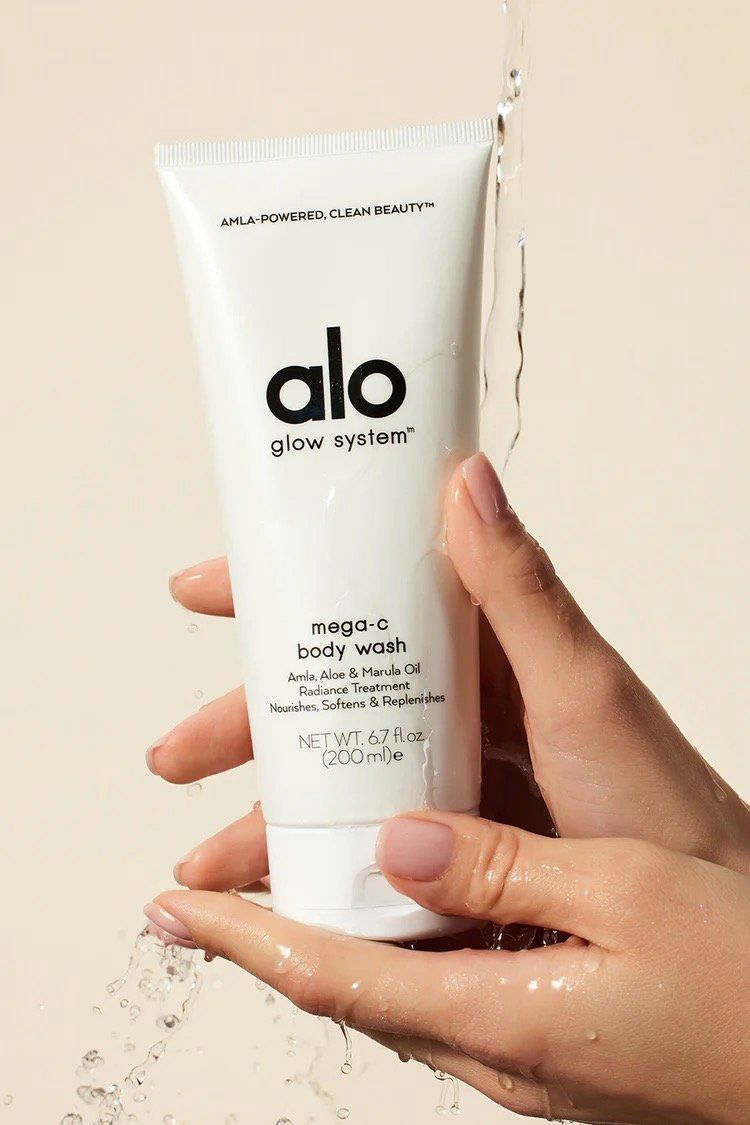 AMLA-POWERED, CLEAN BEAUTY™
alo
glow system™
mega-c
body wash
Amla, Aloe & Marula Oil
Radiance Treatment
Nourishes, Softens & Replenishes
NET WT. 6.7 fl.oz.
(200 ml)e